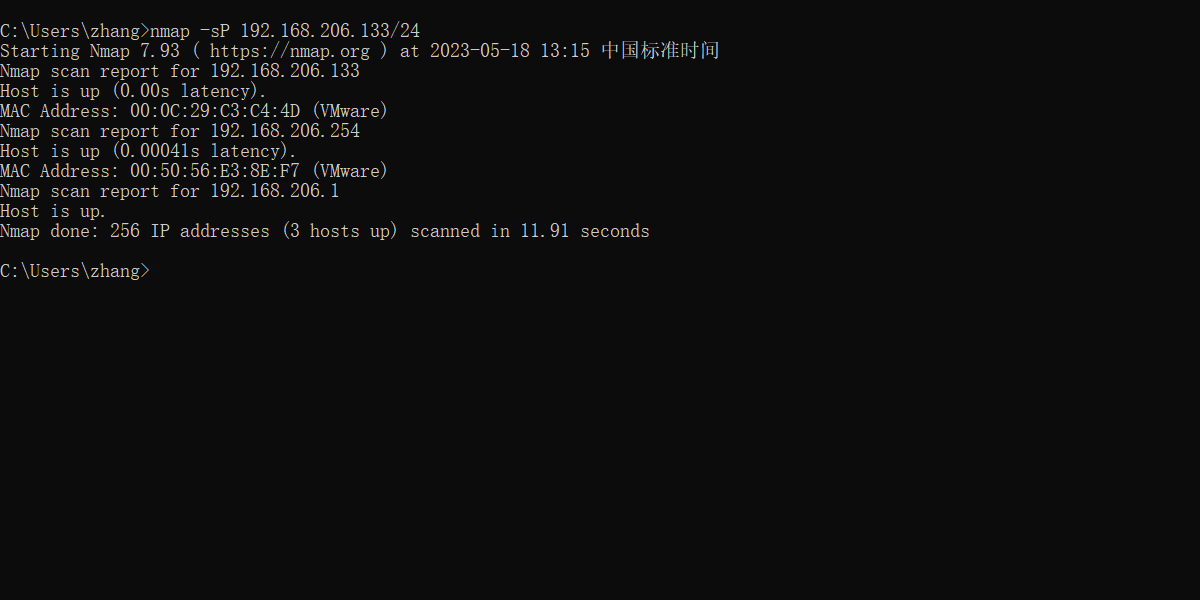 C:\Users\zhang>nmap -sP 192.168.206.133/24
Starting Nmap 7.93 ( https://nmap.org ) at 2023-05-18 13:15 中国标准时间
Nmap scan report for 192.168.206.133
Host is up (0.00s latency).
MAC Address: 00:0C:29:C3:C4:4D (VMware)
Nmap scan report for 192.168.206.254
Host is up (0.00041s latency).
MAC Address: 00:50:56:E3:8E:F7 (VMware)
Nmap scan report for 192.168.206.1
Host is up.
Nmap done: 256 IP addresses (3 hosts up) scanned in 11.91 seconds
C:\Users\zhang>